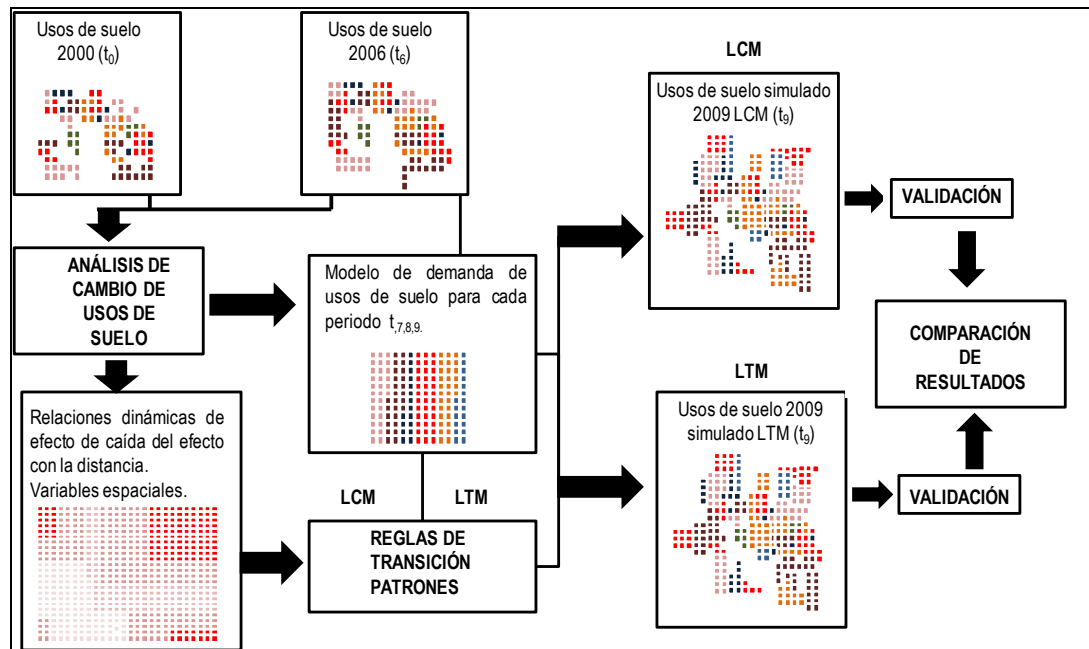 Usos de suelo
2000 (t0)
Usos de suelo
2006 (t6)
LCM
Usos de suelo simulado
2009 LCM (t9)
VALIDACIÓN
ANÁLISIS DE
CAMBIO DE
USOS DE
SUELO
Modelo de demanda de
usos de suelo para cada
periodo t,7,8,9.
COMPARACIÓN
DE
RESULTADOS
LTM
Usos de suelo 2009
simulado LTM (t9)
Relaciones dinámicas de
efecto de caída del efecto
con la distancia.
Variables espaciales.
LCM
LTM
VALIDACIÓN
REGLAS DE
TRANSICIÓN
PATRONES